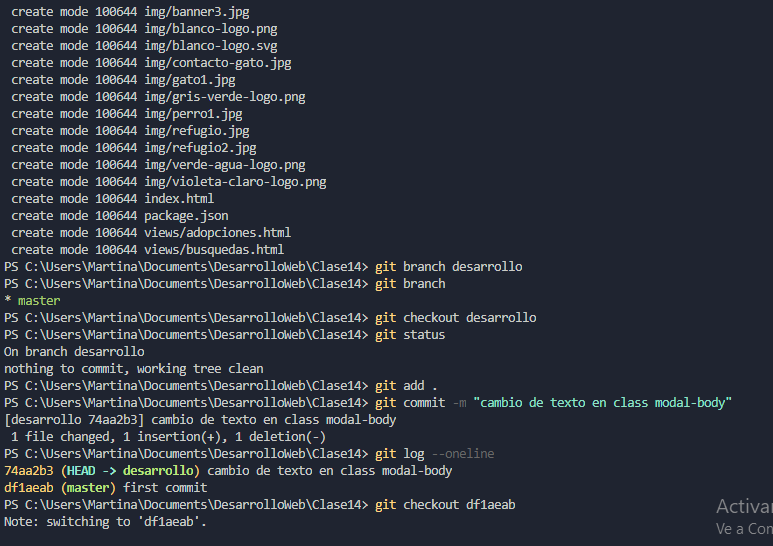 create mode 100644 img/banner3.jpg
create mode 100644 img/blanco-logo.png
create mode 100644 img/blanco-logo.svg
create mode 100644 img/contacto-gato.jpg
create mode 100644 img/gato1.jpg
create mode 100644 img/gris-verde-logo.png
create mode 100644 img/perro1.jpg
create mode 100644 img/refugio.jpg
create mode 100644 img/refugio2.jpg
create mode 100644 img/verde-agua-logo.png
create mode 100644 img/violeta-claro-logo.png
create mode 100644 index.html
create mode 100644 package.json
create mode 100644 views/adopciones.html
create mode 100644 views/busquedas.html
PS C:\Users\Martina\Documents\DesarrolloWeb\Clase14> git branch desarrollo
PS C:\Users\Martina\Documents\DesarrolloWeb\Clase14> git branch
* master
PS C:\Users\Martina\Documents\DesarrolloWeb\Clase14> git checkout desarrollo
PS C:\Users\Martina\Documents\DesarrolloWeb\Clase14> git status
On branch desarrollo
nothing to commit, working tree clean
PS C:\Users\Martina\Documents\DesarrolloWeb\Clase14> git add .
PS C:\Users\Martina\Documents\DesarrolloWeb\Clase14> git commit -m "cambio de texto en class modal-body"
[desarrollo 74aa2b3] cambio de texto en class modal-body
1 file changed, 1 insertion(+), 1 deletion(-)
PS C:\Users\Martina\Documents\DesarrolloWeb\Clase14> git log --oneline
74aa2b3 (HEAD -> desarrollo) cambio de texto en class modal-body
df1aeab (master) first commit
PS C:\Users\Martina\Documents\DesarrolloWeb\Clase14> git checkout df1aeab
Note: switching to 'df1aeab'.
Activar
Ve a Con